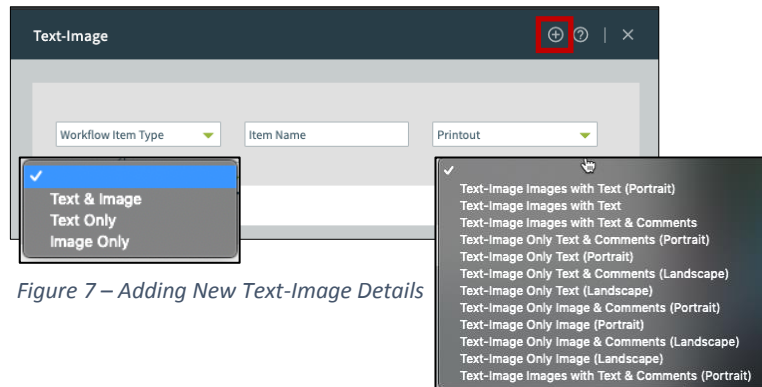 Text-Image
Workflow Item Type
Item Name
Printout
Text & Image
Text Only
Image Only
Text-Image Images with Text (Portrait)
Text-Image Images with Text
Text-Image Images with Text & Comments
Text-Image Only Text & Comments (Portrait)
Text-Image Only Text (Portrait)
Text-Image Only Text & Comments (Landscape)
Text-Image Only Text (Landscape)
Text-Image Only Image & Comments (Portrait)
Text-Image Only Image (Portrait)
Text-Image Only Image & Comments (Landscape)
Text-Image Only Image (Landscape)
Text-Image Images with Text & Comments (Portrait)
Figure 7 – Adding New Text-Image Details